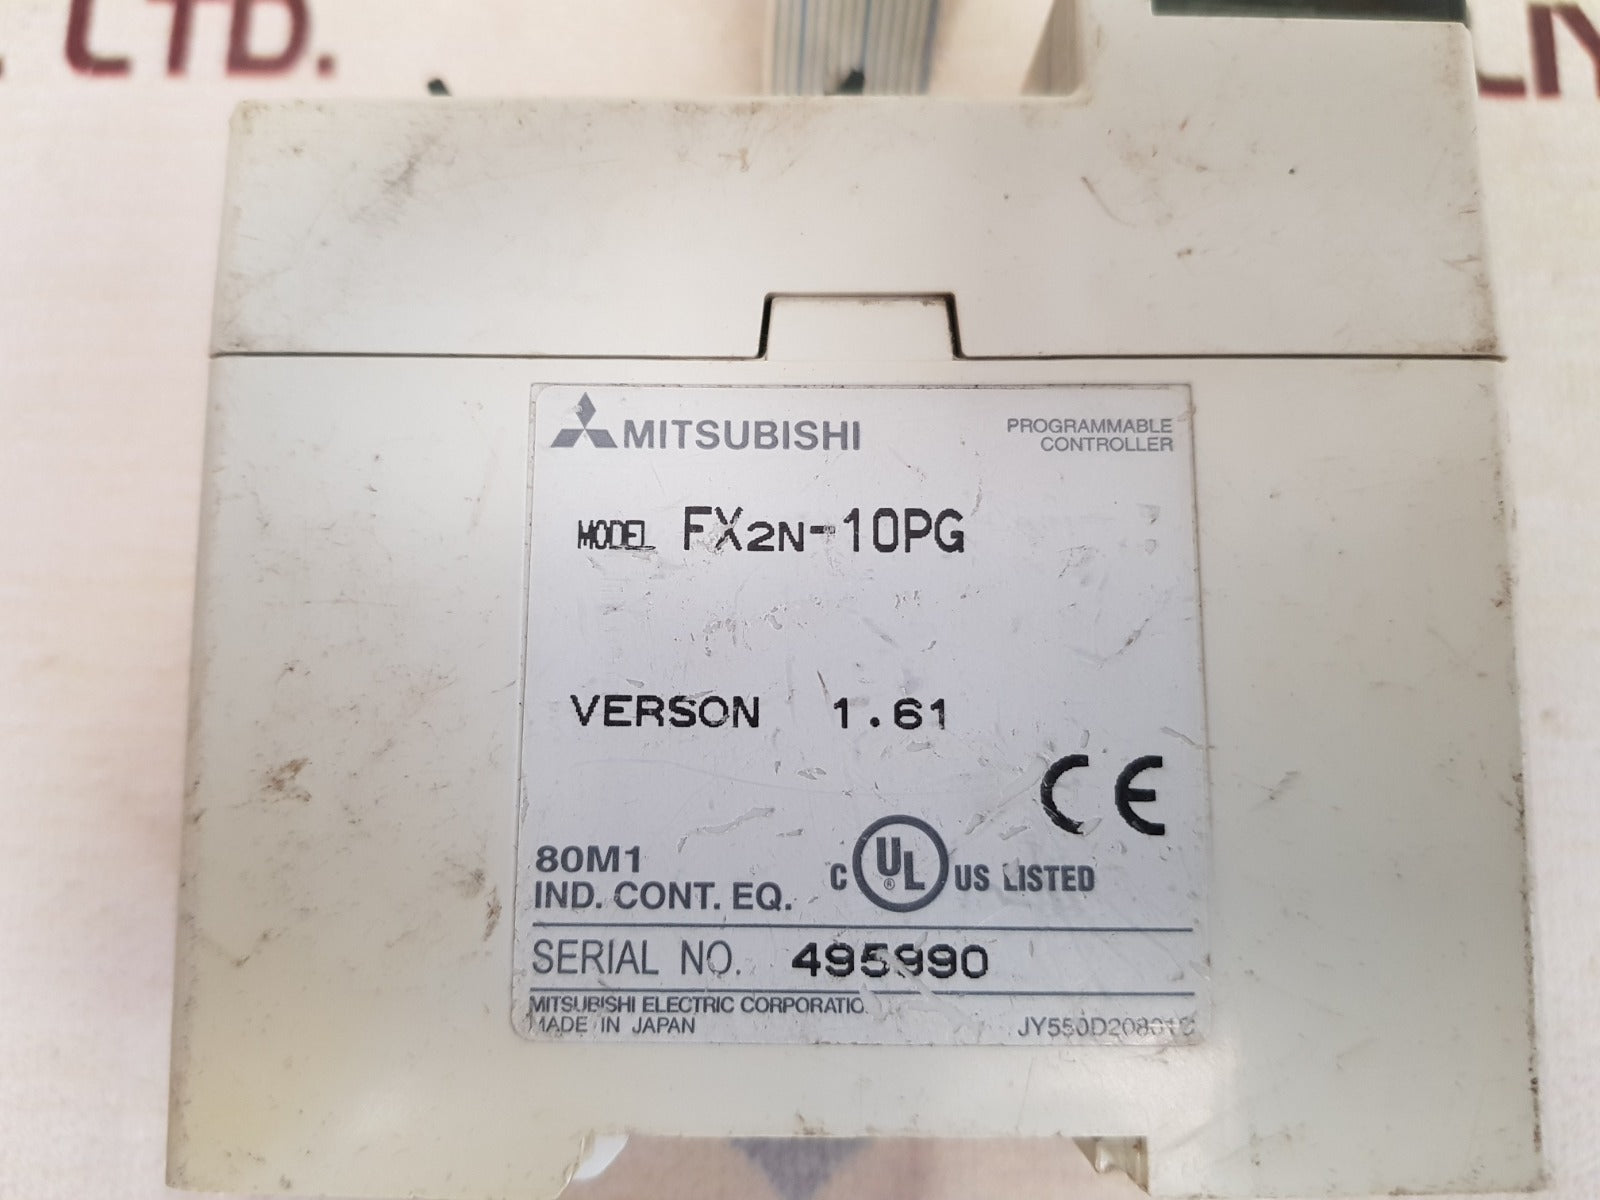 LTD.
MITSUBISHI
PROGRAMMABLE
CONTROLLER
MODEL FX2N-10PG
VERSON 1.61
CE
80M1
IND. CONT. EQ.
C UL® US LISTED
SERIAL NO. 495990
MITSUBISHI ELECTRIC CORPORATIO
MADE IN JAPAN